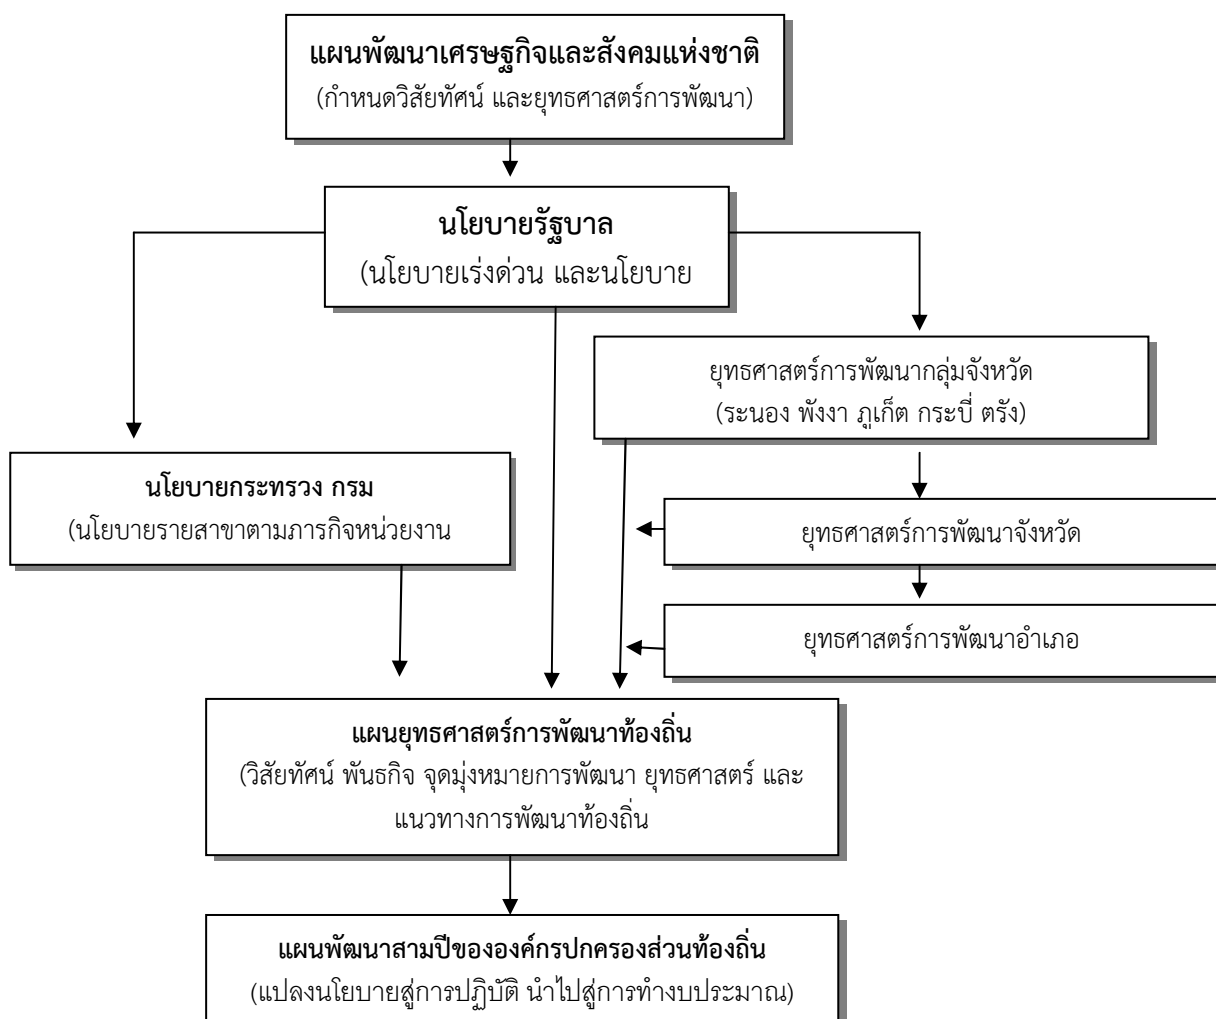 แผนพัฒนาเศรษฐกิจและสังคมแห่งชาติ
(กำหนดวิสัยทัศน์ และยุทธศาสตร์การพัฒนา)
นโยบายรัฐบาล
(นโยบายเร่งด่วน และนโยบาย
ยุทธศาสตร์การพัฒนากลุ่มจังหวัด
(ระนอง พังงา ภูเก็ต กระบี่ ตรัง)
นโยบายกระทรวง กรม
(นโยบายรายสาขาตามภารกิจหน่วยงาน
ยุทธศาสตร์การพัฒนาจังหวัด
ยุทธศาสตร์การพัฒนาอำเภอ
แผนยุทธศาสตร์การพัฒนาท้องถิ่น
(วิสัยทัศน์ พันธกิจ จุดมุ่งหมายการพัฒนา ยุทธศาสตร์ และ
แนวทางการพัฒนาท้องถิ่น
แผนพัฒนาสามปีขององค์กรปกครองส่วนท้องถิ่น
(แปลงนโยบายสู่การปฏิบัติ นำไปสู่การทำงบประมาณ)